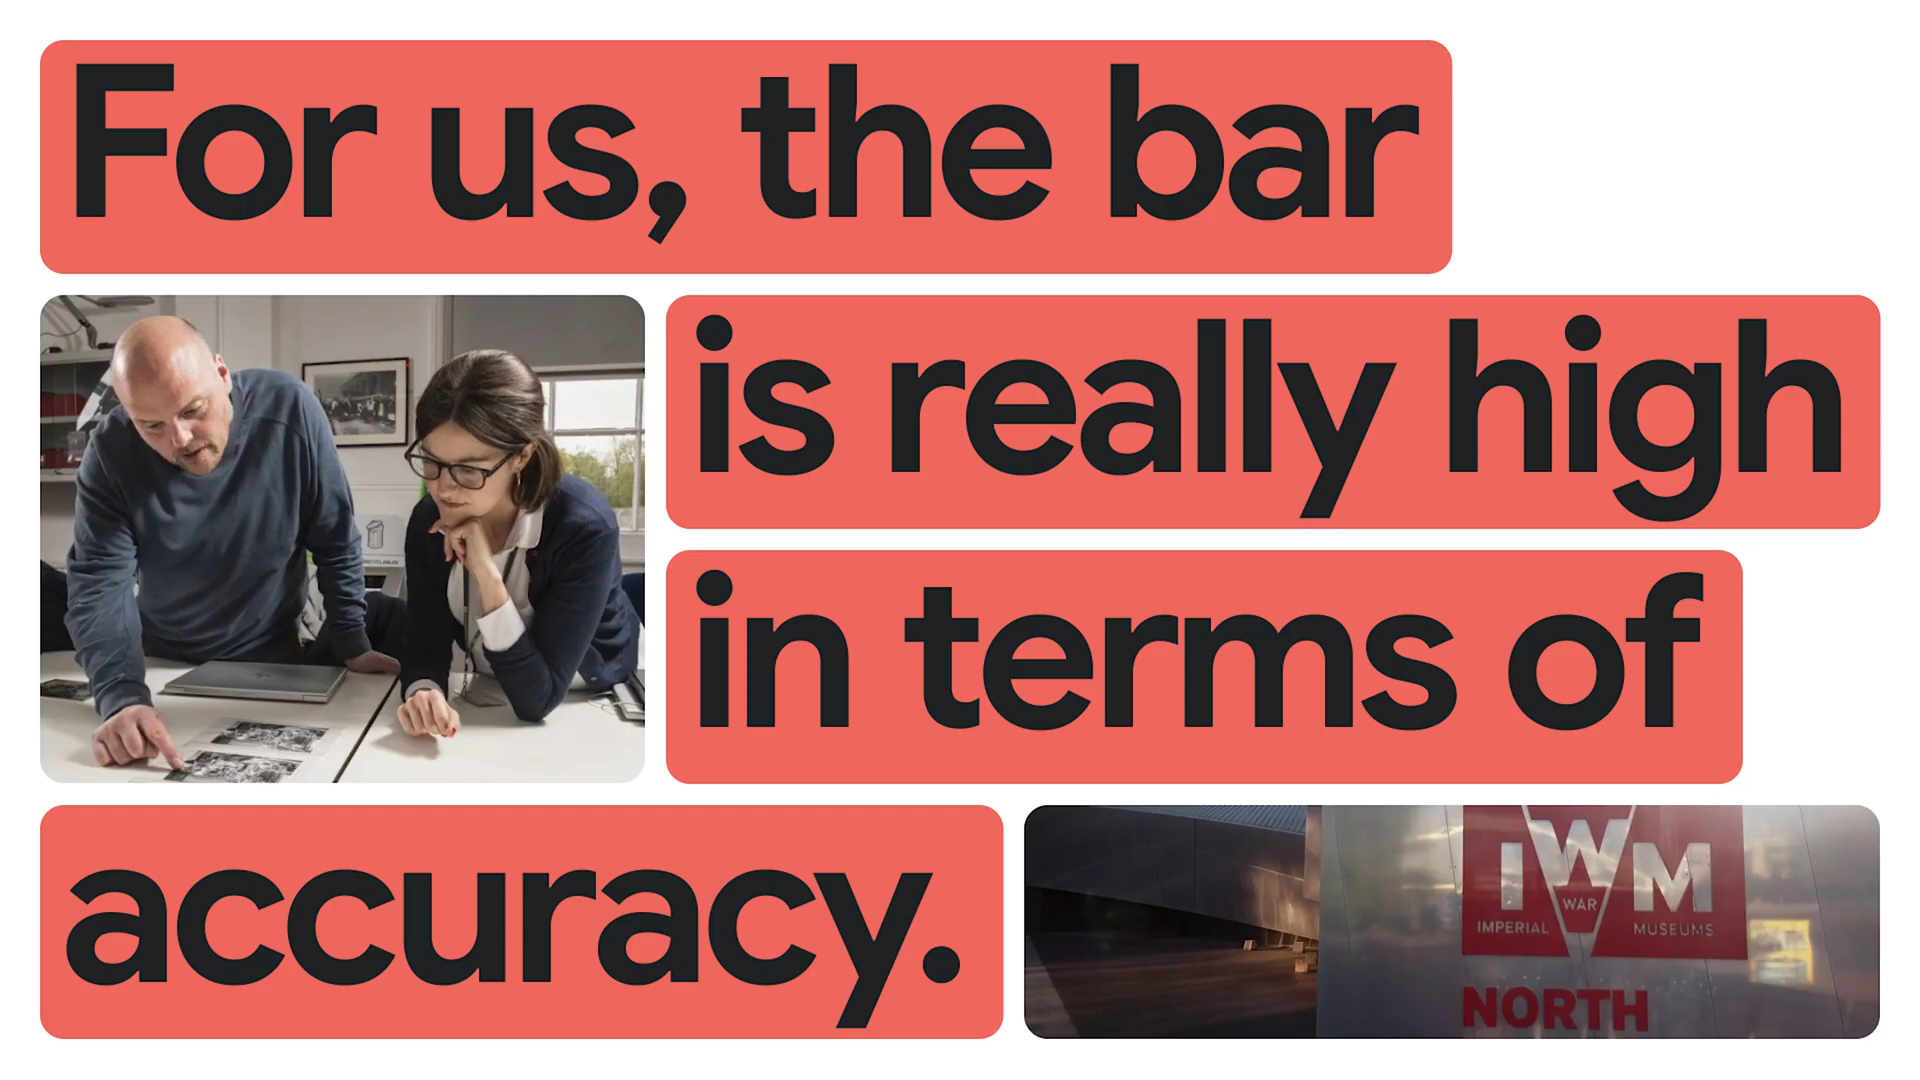 For us, the bar
is really high
in terms of
accuracy.
IWM
IMPERIAL WAR MUSEUMS
NORTH